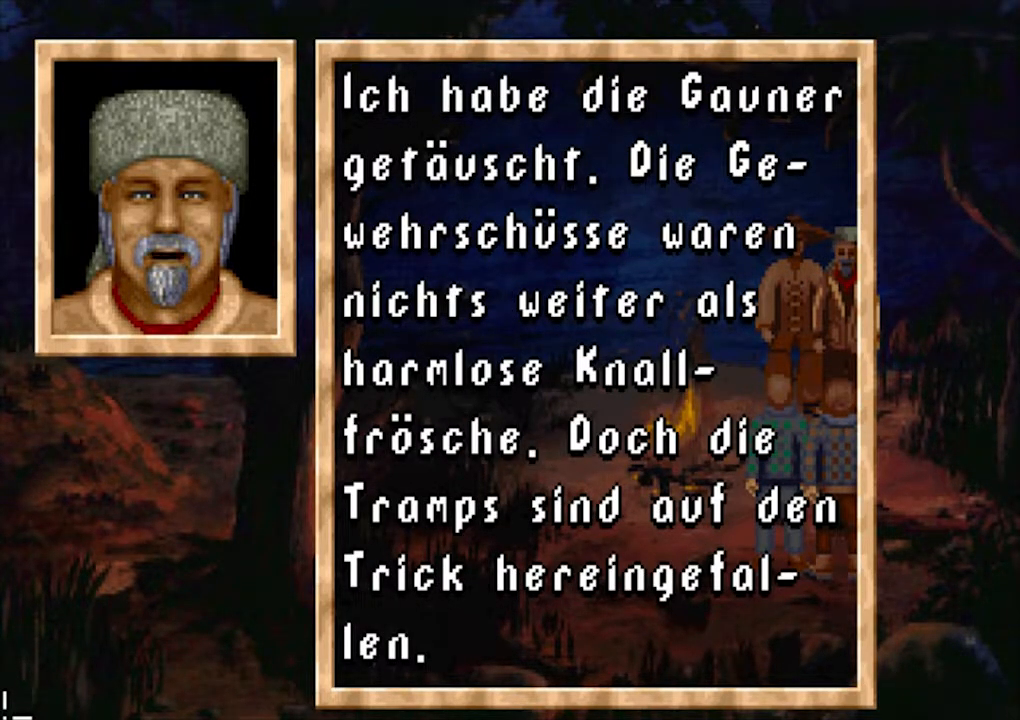 Ich habe die Gauner
getäuscht. Die Ge-
wehrschüsse waren
nichts weiter als
harmlose Knall-
frösche. Doch die
Tramps sind auf den
Trick hereingefal-
len.